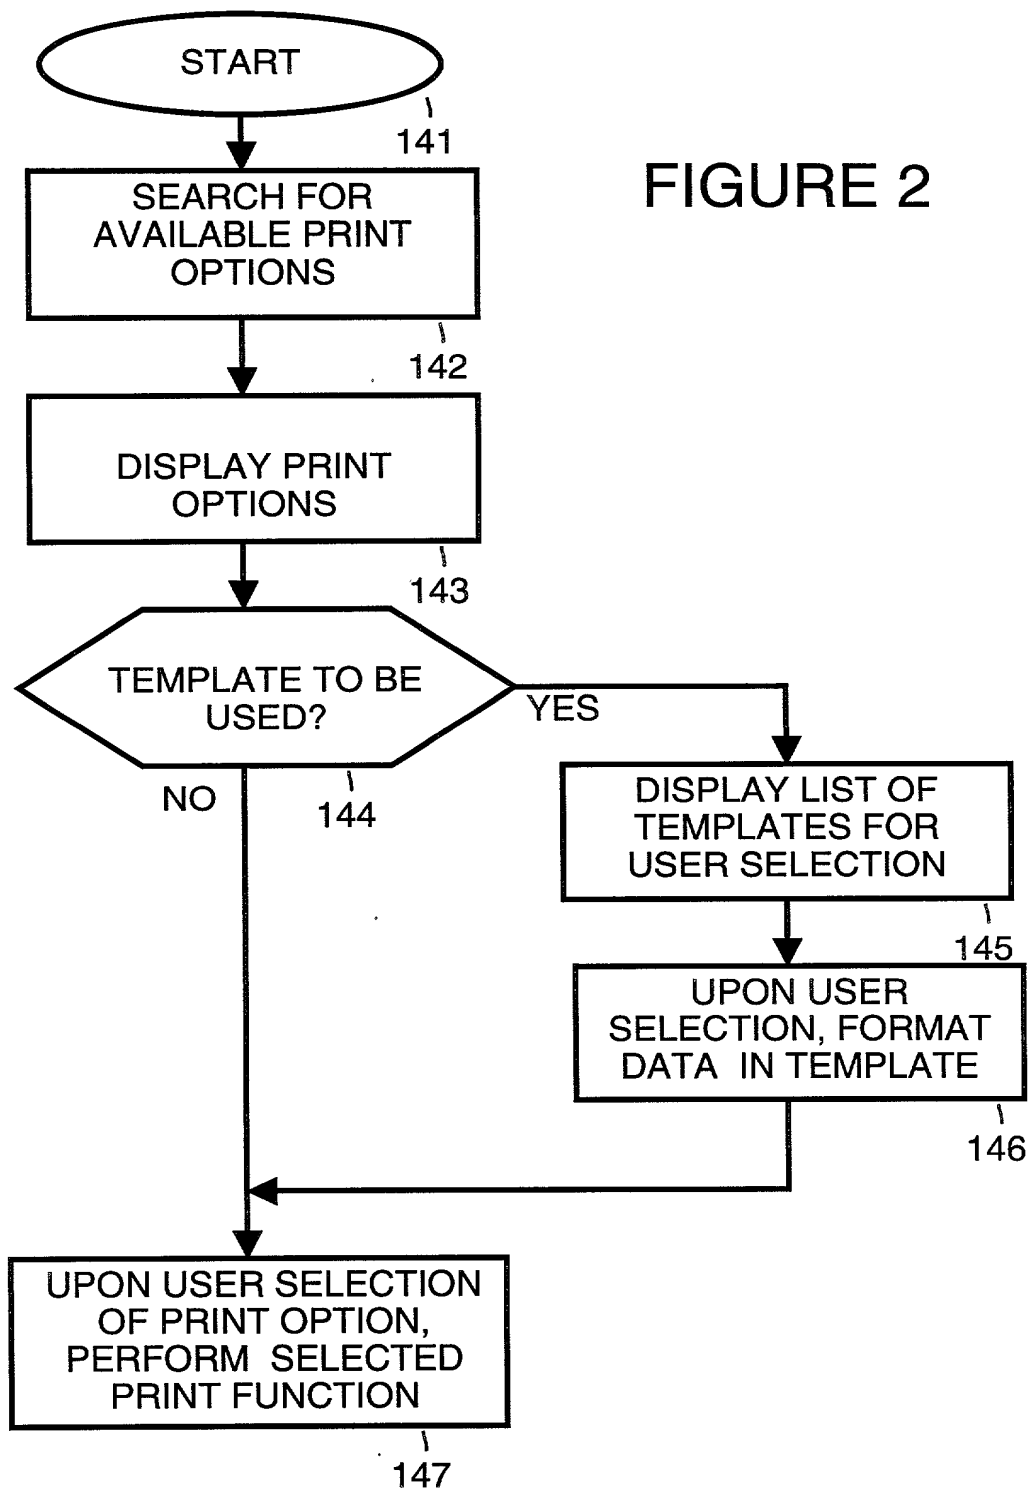 START
141
FIGURE 2
SEARCH FOR
AVAILABLE PRINT
OPTIONS
142
DISPLAY PRINT
OPTIONS
143
TEMPLATE TO BE
USED?
YES
NO
144
DISPLAY LIST OF
TEMPLATES FOR
USER SELECTION
145
UPON USER
SELECTION, FORMAT
DATA IN TEMPLATE
146
UPON USER SELECTION
OF PRINT OPTION,
PERFORM SELECTED
PRINT FUNCTION
147